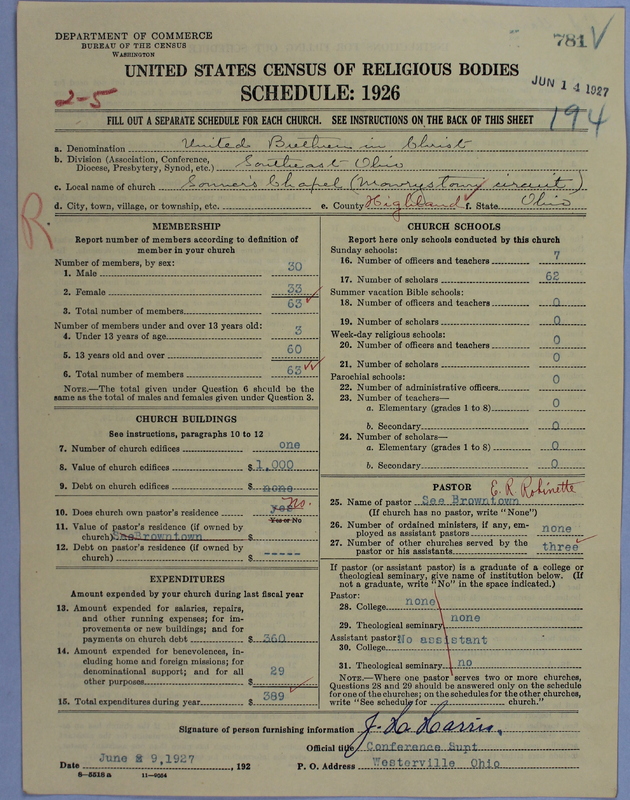 DEPARTMENT OF COMMERCE
BUREAU OF THE CENSUS
WASHINGTON
781 V
UNITED STATES CENSUS OF RELIGIOUS BODIES
SCHEDULE: 1926
JUN 14 1927
2-5
194
FILL OUT A SEPARATE SCHEDULE FOR EACH CHURCH. SEE INSTRUCTIONS ON THE BACK OF THIS SHEET
a. Denomination United Brethren in Christ
b. Division (Association, Conference, Diocese, Presbytery, Synod, etc.) Southeast Ohio
c. Local name of church Sonner's Chapel (Mowrystown circuit)
d. City, town, village, or township, etc. e. County Highland f. State Ohio
R
MEMBERSHIP
Report number of members according to definition of member in your church
Number of members, by sex:
1. Male 30
2. Female 33
3. Total number of members 63
Number of members under and over 13 years old:
4. Under 13 years of age 3
5. 13 years old and over 60
6. Total number of members 63
NOTE.—The total given under Question 6 should be the same as the total of males and females given under Question 3.
CHURCH BUILDINGS
See instructions, paragraphs 10 to 12
7. Number of church edifices one
8. Value of church edifices $ 1,000
9. Debt on church edifices $ none
10. Does church own pastor's residence yes no.
Yes or No
11. Value of pastor's residence (if owned by church) See Browntown $
12. Debt on pastor's residence (if owned by church) $ -----
EXPENDITURES
Amount expended by your church during last fiscal year
13. Amount expended for salaries, repairs, and other running expenses; for improvements or new buildings; and for payments on church debt $ 360
14. Amount expended for benevolences, including home and foreign missions; for denominational support; and for all other purposes $ 29
15. Total expenditures during year $ 389
CHURCH SCHOOLS
Report here only schools conducted by this church
Sunday schools:
16. Number of officers and teachers 7
17. Number of scholars 62
Summer vacation Bible schools:
18. Number of officers and teachers 0
19. Number of scholars 0
Week-day religious schools:
20. Number of officers and teachers 0
21. Number of scholars 0
Parochial schools:
22. Number of administrative officers 0
23. Number of teachers—
a. Elementary (grades 1 to 8) 0
b. Secondary 0
24. Number of scholars—
a. Elementary (grades 1 to 8) 0
b. Secondary 0
PASTOR
E. R. Robinette
25. Name of pastor See Browntown
(If church has no pastor, write "None")
26. Number of ordained ministers, if any, employed as assistant pastors none
27. Number of other churches served by the pastor or his assistants three
If pastor (or assistant pastor) is a graduate of a college or theological seminary, give name of institution below. (If not a graduate, write "No" in the space indicated.)
Pastor:
28. College none
29. Theological seminary none
Assistant pastor: No assistant
30. College
31. Theological seminary no
NOTE.—Where one pastor serves two or more churches, Questions 28 and 29 should be answered only on the schedule for one of the churches; on the schedules for the other churches, write "See schedule for ........ church."
Signature of person furnishing information J. H. Harris.
Official title Conference Supt
Date June 9, 1927, 192
P. O. Address Westerville Ohio
8—5516a 11—9054